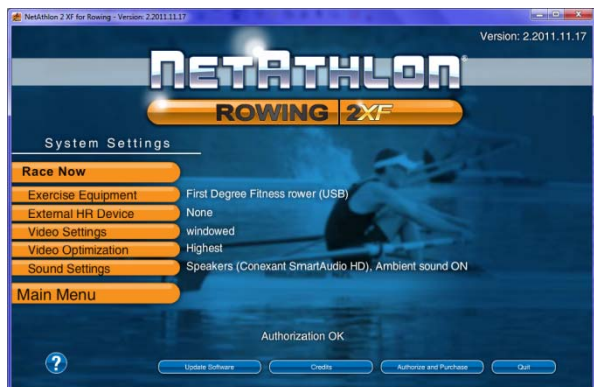 NetAthlon 2 XF for Rowing - Version: 2.2011.11.17
Version: 2.2011.11.17
NETATHLON
ROWING 2XF
System Settings
Race Now
Exercise Equipment First Degree Fitness rower (USB)
External HR Device None
Video Settings windowed
Video Optimization Highest
Sound Settings Speakers (Conexant SmartAudio HD), Ambient sound ON
Main Menu
Authorization OK
? Update Software Credits Authorize and Purchase Quit